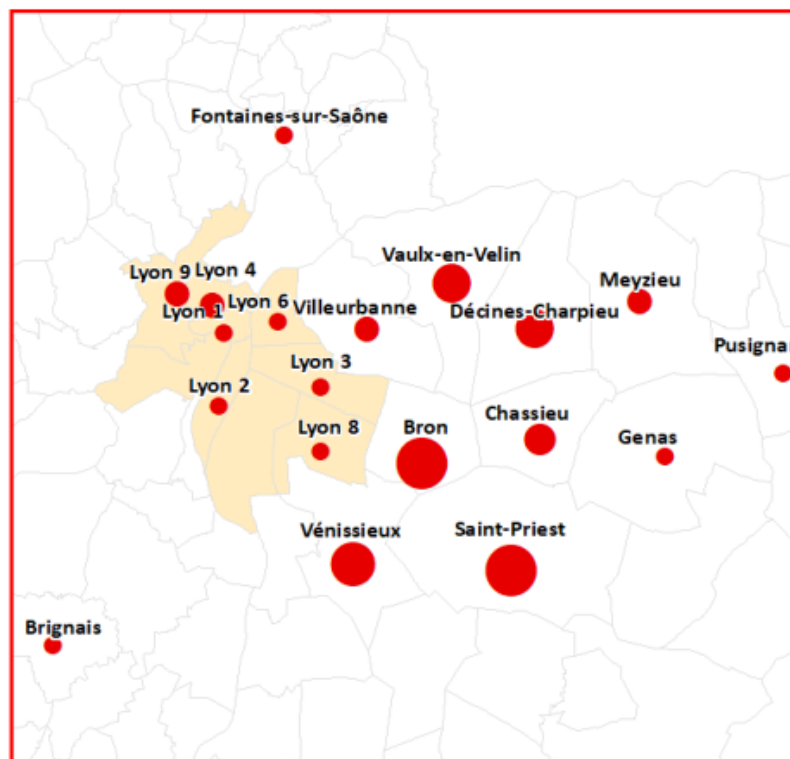 Fontaines-sur-Saône
Vaulx-en-Velin
Lyon 9
Lyon 4
Meyzieu
Lyon 6
Villeurbanne
Lyon 1
Décines-Charpieu
Pusignan
Lyon 3
Lyon 2
Chassieu
Lyon 8
Bron
Genas
Vénissieux
Saint-Priest
Brignais